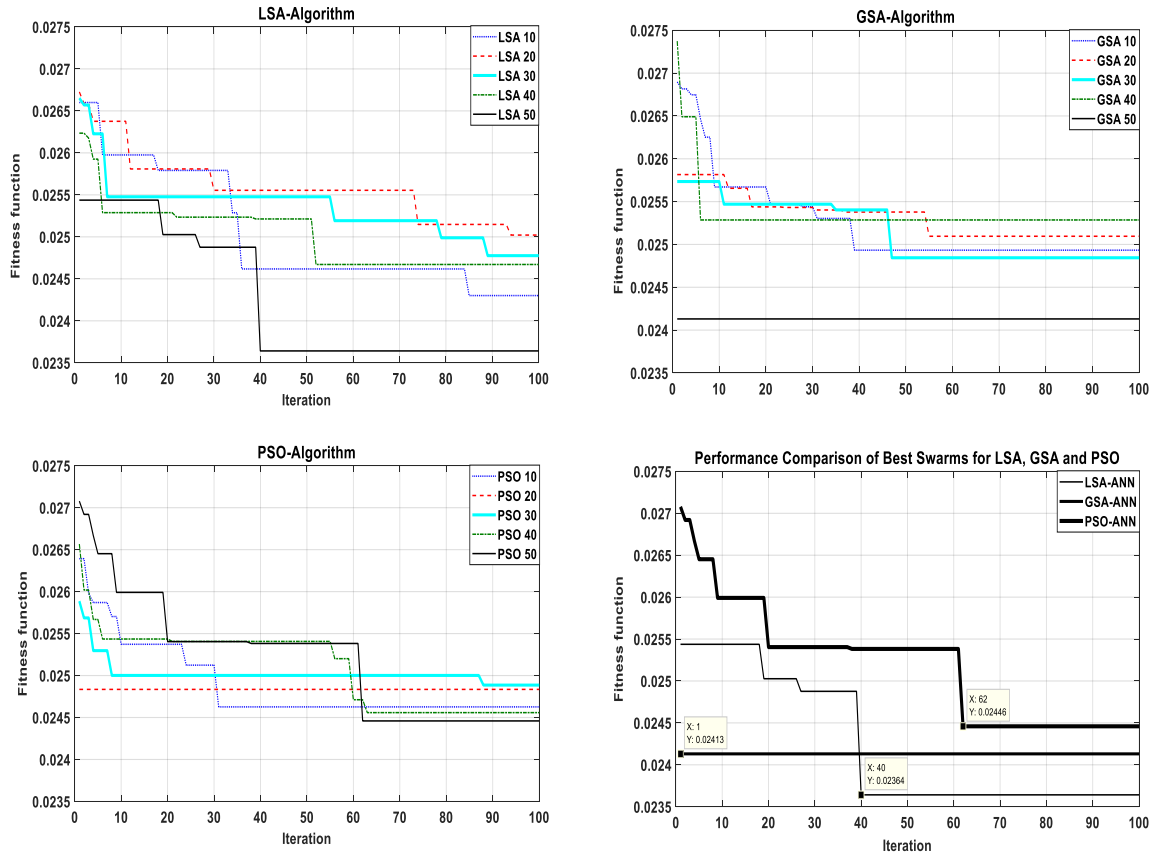 LSA-Algorithm
Fitness function
0.0275
0.027
0.0265
0.026
0.0255
0.025
0.0245
0.024
0.0235
LSA 10
LSA 20
LSA 30
LSA 40
LSA 50
0 10 20 30 40 50 60 70 80 90 100
Iteration
GSA-Algorithm
Fitness function
0.0275
0.027
0.0265
0.026
0.0255
0.025
0.0245
0.024
0.0235
GSA 10
GSA 20
GSA 30
GSA 40
GSA 50
0 10 20 30 40 50 60 70 80 90 100
Iteration
PSO-Algorithm
Fitness function
0.0275
0.027
0.0265
0.026
0.0255
0.025
0.0245
0.024
0.0235
PSO 10
PSO 20
PSO 30
PSO 40
PSO 50
0 10 20 30 40 50 60 70 80 90 100
Iteration
Performance Comparison of Best Swarms for LSA, GSA and PSO
Fitness function
0.0275
0.027
0.0265
0.026
0.0255
0.025
0.0245
0.024
0.0235
LSA-ANN
GSA-ANN
PSO-ANN
X: 62
Y: 0.02446
X: 1
Y: 0.02413
X: 40
Y: 0.02364
0 10 20 30 40 50 60 70 80 90 100
Iteration